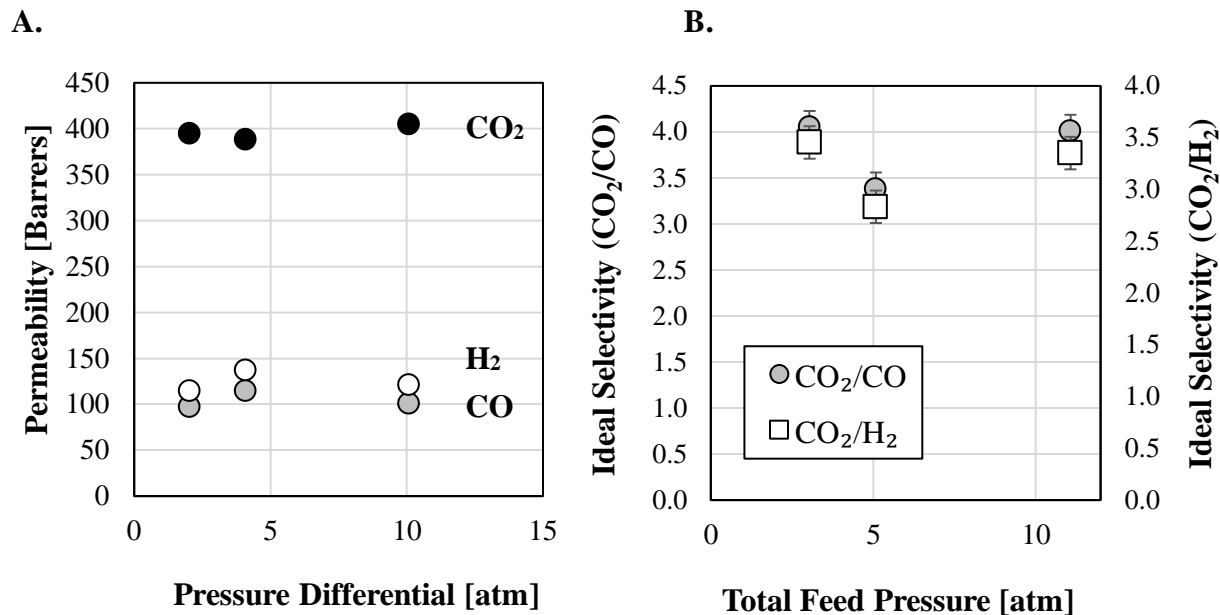 A.
450
400
350
300
250
200
150
100
50
0
0 5 10 15
Permeability [Barrers]
Pressure Differential [atm]
CO₂
H₂
CO
B.
4.5
4.0
3.5
3.0
2.5
2.0
1.5
1.0
0.5
0.0
Ideal Selectivity (CO₂/CO)
0 5 10
Total Feed Pressure [atm]
CO₂/CO
CO₂/H₂
4.0
3.5
3.0
2.5
2.0
1.5
1.0
0.5
0.0
Ideal Selectivity (CO₂/H₂)